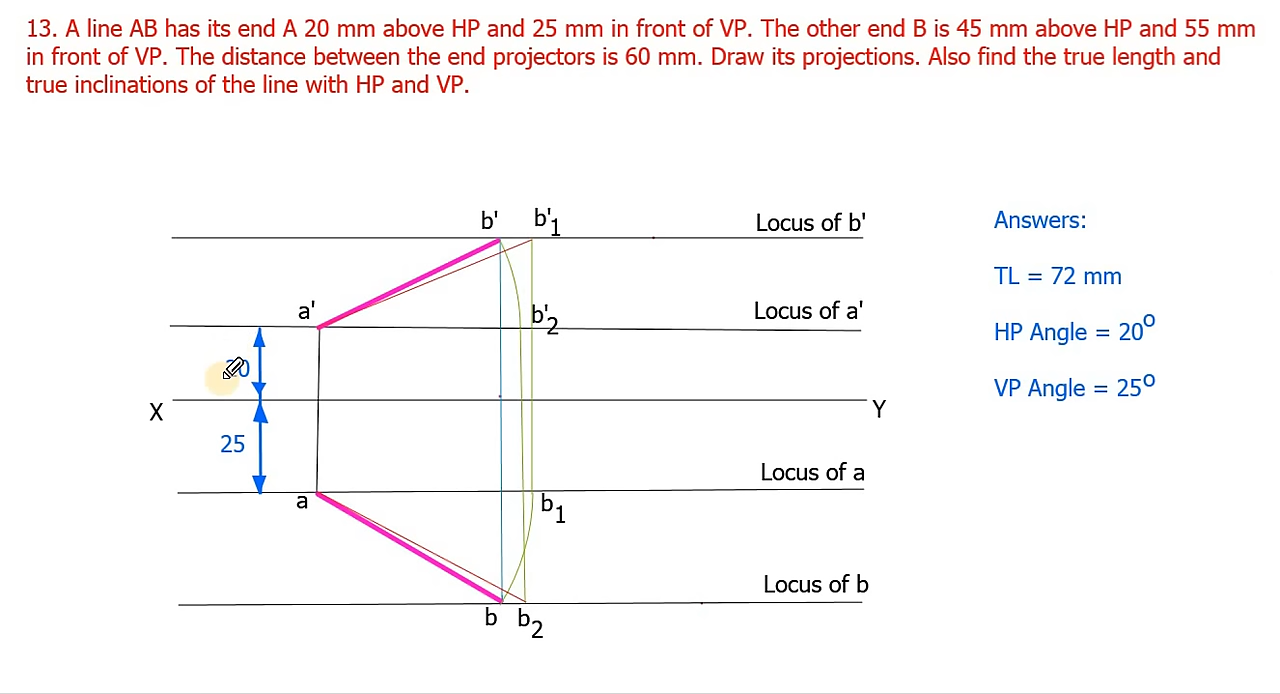 13. A line AB has its end A 20 mm above HP and 25 mm in front of VP. The other end B is 45 mm above HP and 55 mm
in front of VP. The distance between the end projectors is 60 mm. Draw its projections. Also find the true length and
true inclinations of the line with HP and VP.
b' b'1 Locus of b' Answers:
TL = 72 mm
a' b'2 Locus of a'
HP Angle = 20⁰
VP Angle = 25⁰
X Y
25
Locus of a
a b1
Locus of b
b b2